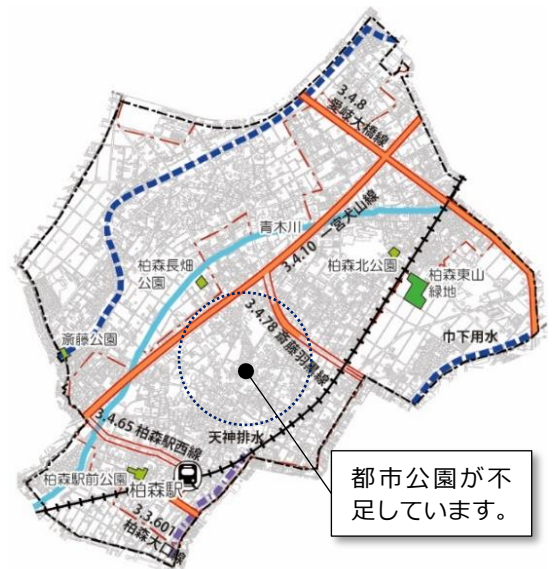 3.4.8
愛岐大橋線
青木川
3.4.10 一宮犬山線
柏森長畑
公園
柏森北公園
柏森東山
緑地
3.4.78 斎藤羽黒線
斎藤公園
巾下用水
3.4.65 柏森駅西線
天神排水
柏森駅前公園
柏森駅
3.3.601
柏森大口線
都市公園が不
足しています。